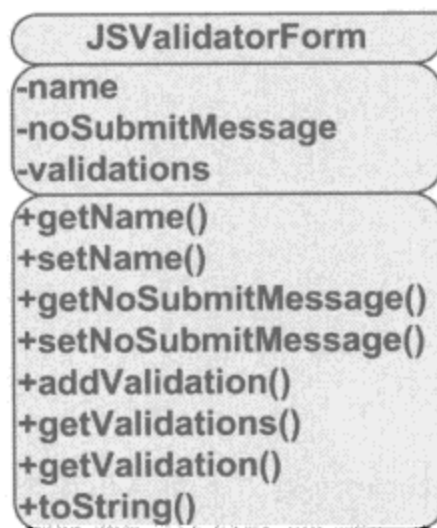 JSValidatorForm
-name
-noSubmitMessage
-validations
+getName()
+setName()
+getNoSubmitMessage()
+setNoSubmitMessage()
+addValidation()
+getValidations()
+getValidation()
+toString()